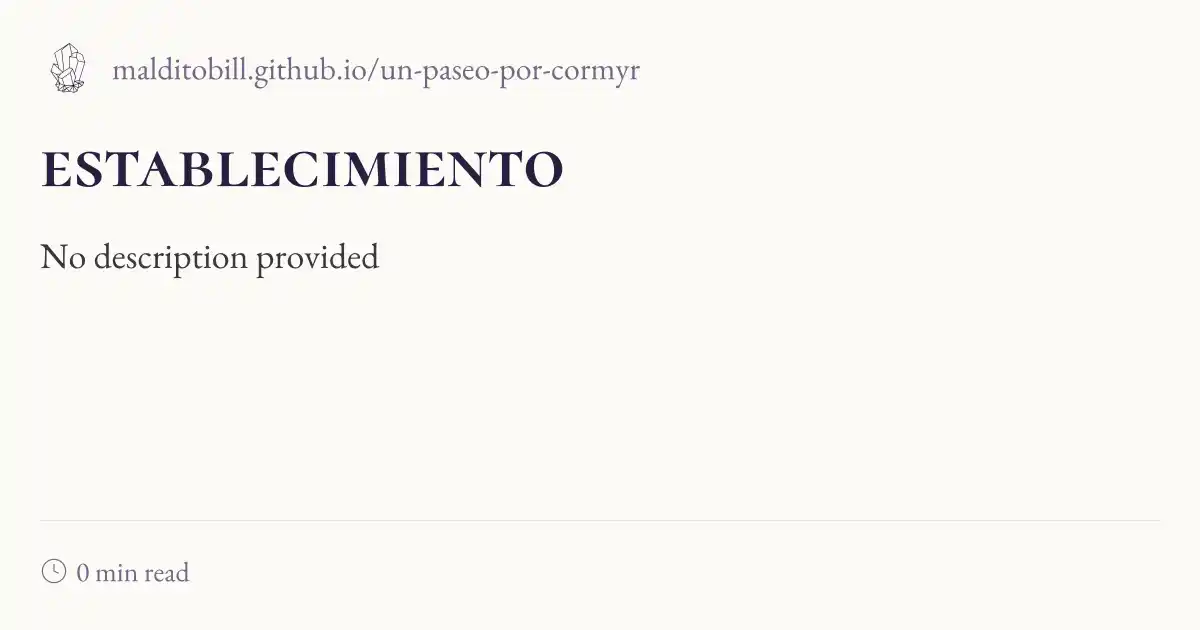 malditobill.github.io/un-paseo-por-cormyr
ESTABLECIMIENTO
No description provided
0 min read